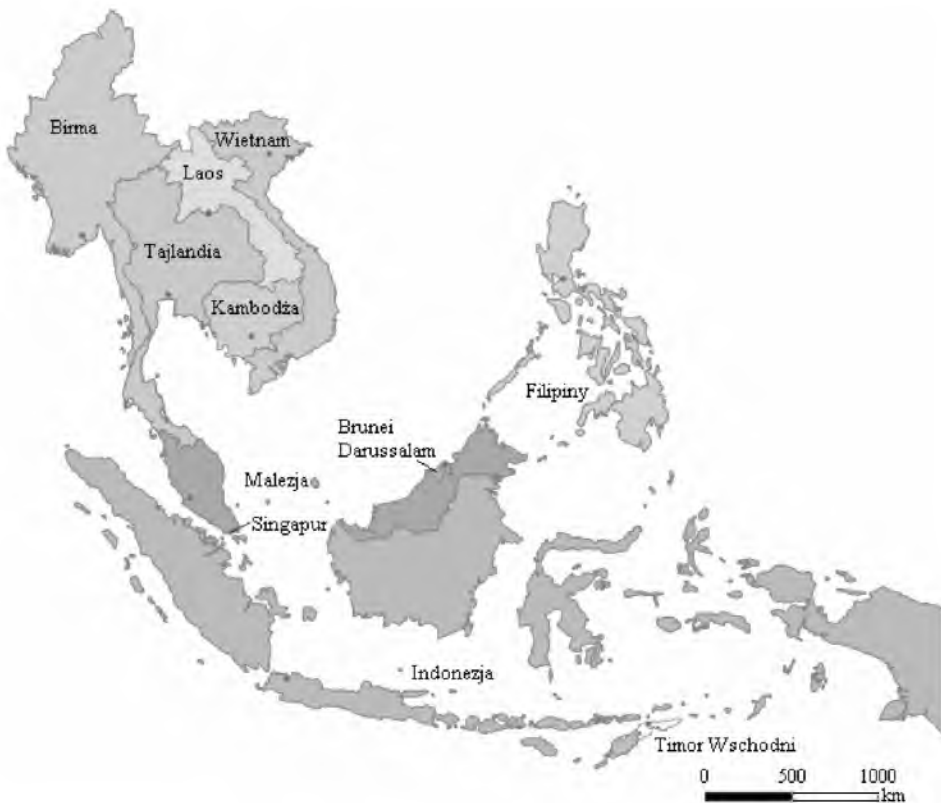 Birma
Wietnam
Laos
Tajlandia
Kambodża
Filipiny
Brunei
Darussalam
Malezja
Singapur
Indonezja
Timor Wschodni
0 500 1000
km